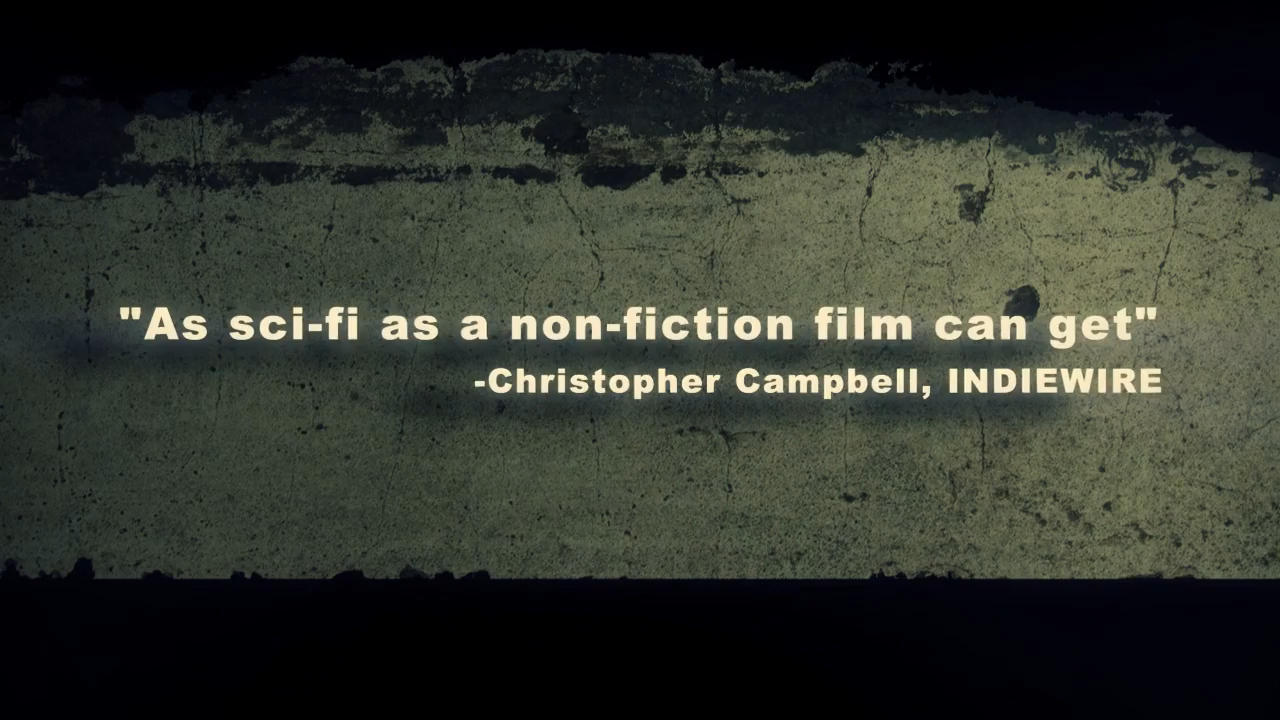 "As sci-fi as a non-fiction film can get"
-Christopher Campbell, INDIEWIRE